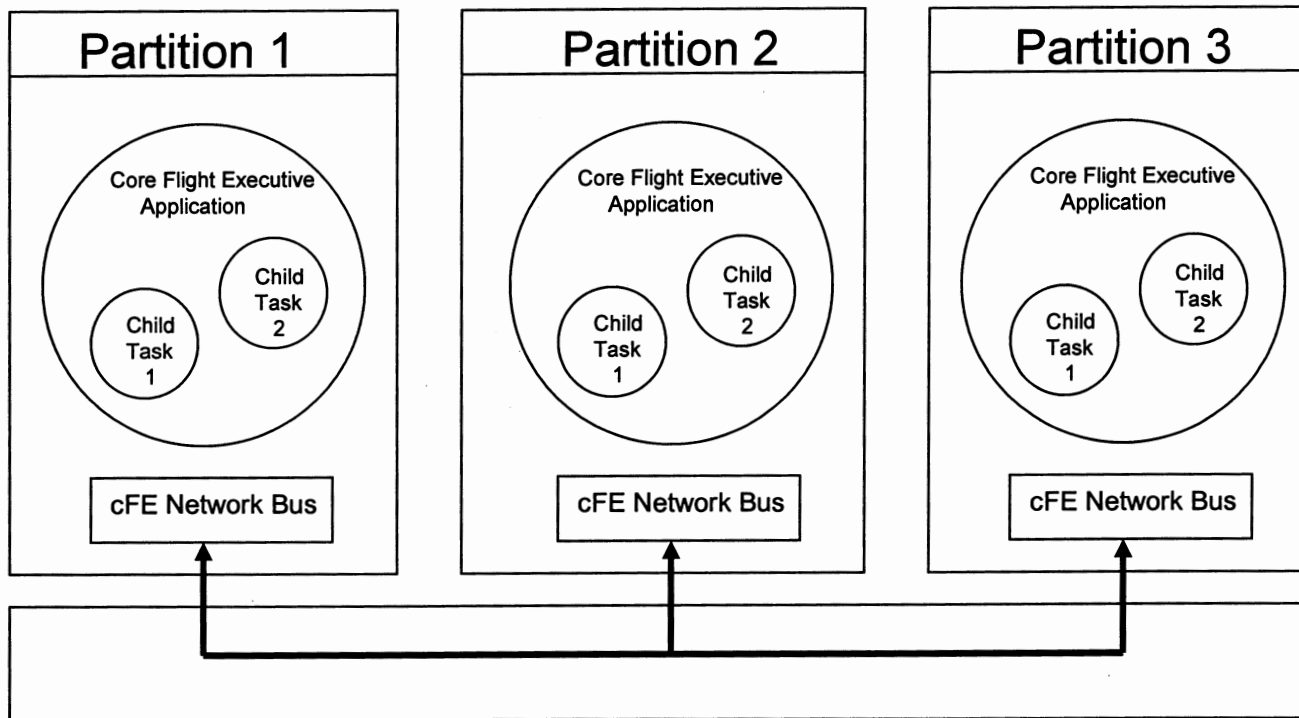 Partition 1
Core Flight Executive
Application
Child
Task
2
Child
Task
1
cFE Network Bus
Partition 2
Core Flight Executive
Application
Child
Task
2
Child
Task
1
cFE Network Bus
Partition 3
Core Flight Executive
Application
Child
Task
2
Child
Task
1
cFE Network Bus